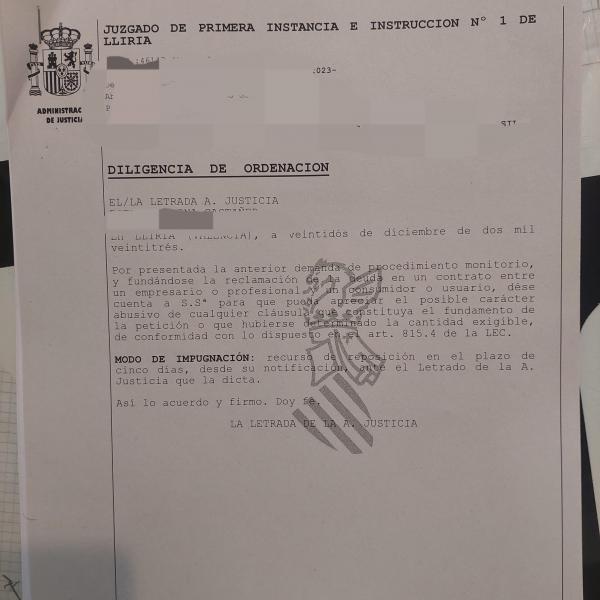 JUZGADO DE PRIMERA INSTANCIA E INSTRUCCION Nº 1 DE
LLIRIA
ADMINISTRAC
DE JUSTICIA
DILIGENCIA DE ORDENACION
EL/LA LETRADA A. JUSTICIA
En LLIRIA (VALENCIA), a veintidós de diciembre de dos mil
veintitrés.
Por presentada la anterior demanda de procedimiento monitorio,
y fundándose la reclamación de la deuda en un contrato entre
un empresario o profesional y un consumidor o usuario, dése
cuenta a S.Sª para que pueda apreciar el posible carácter
abusivo de cualquier cláusula que constituya el fundamento de
la petición o que hubiese determinado la cantidad exigible,
de conformidad con lo dispuesto en el art. 815.4 de la LEC.
MODO DE IMPUGNACIÓN: recurso de reposición en el plazo de
cinco días, desde su notificación, ante el Letrado de la A.
Justicia que la dicta.
Así lo acuerdo y firmo. Doy fe.
LA LETRADA DE LA A. JUSTICIA